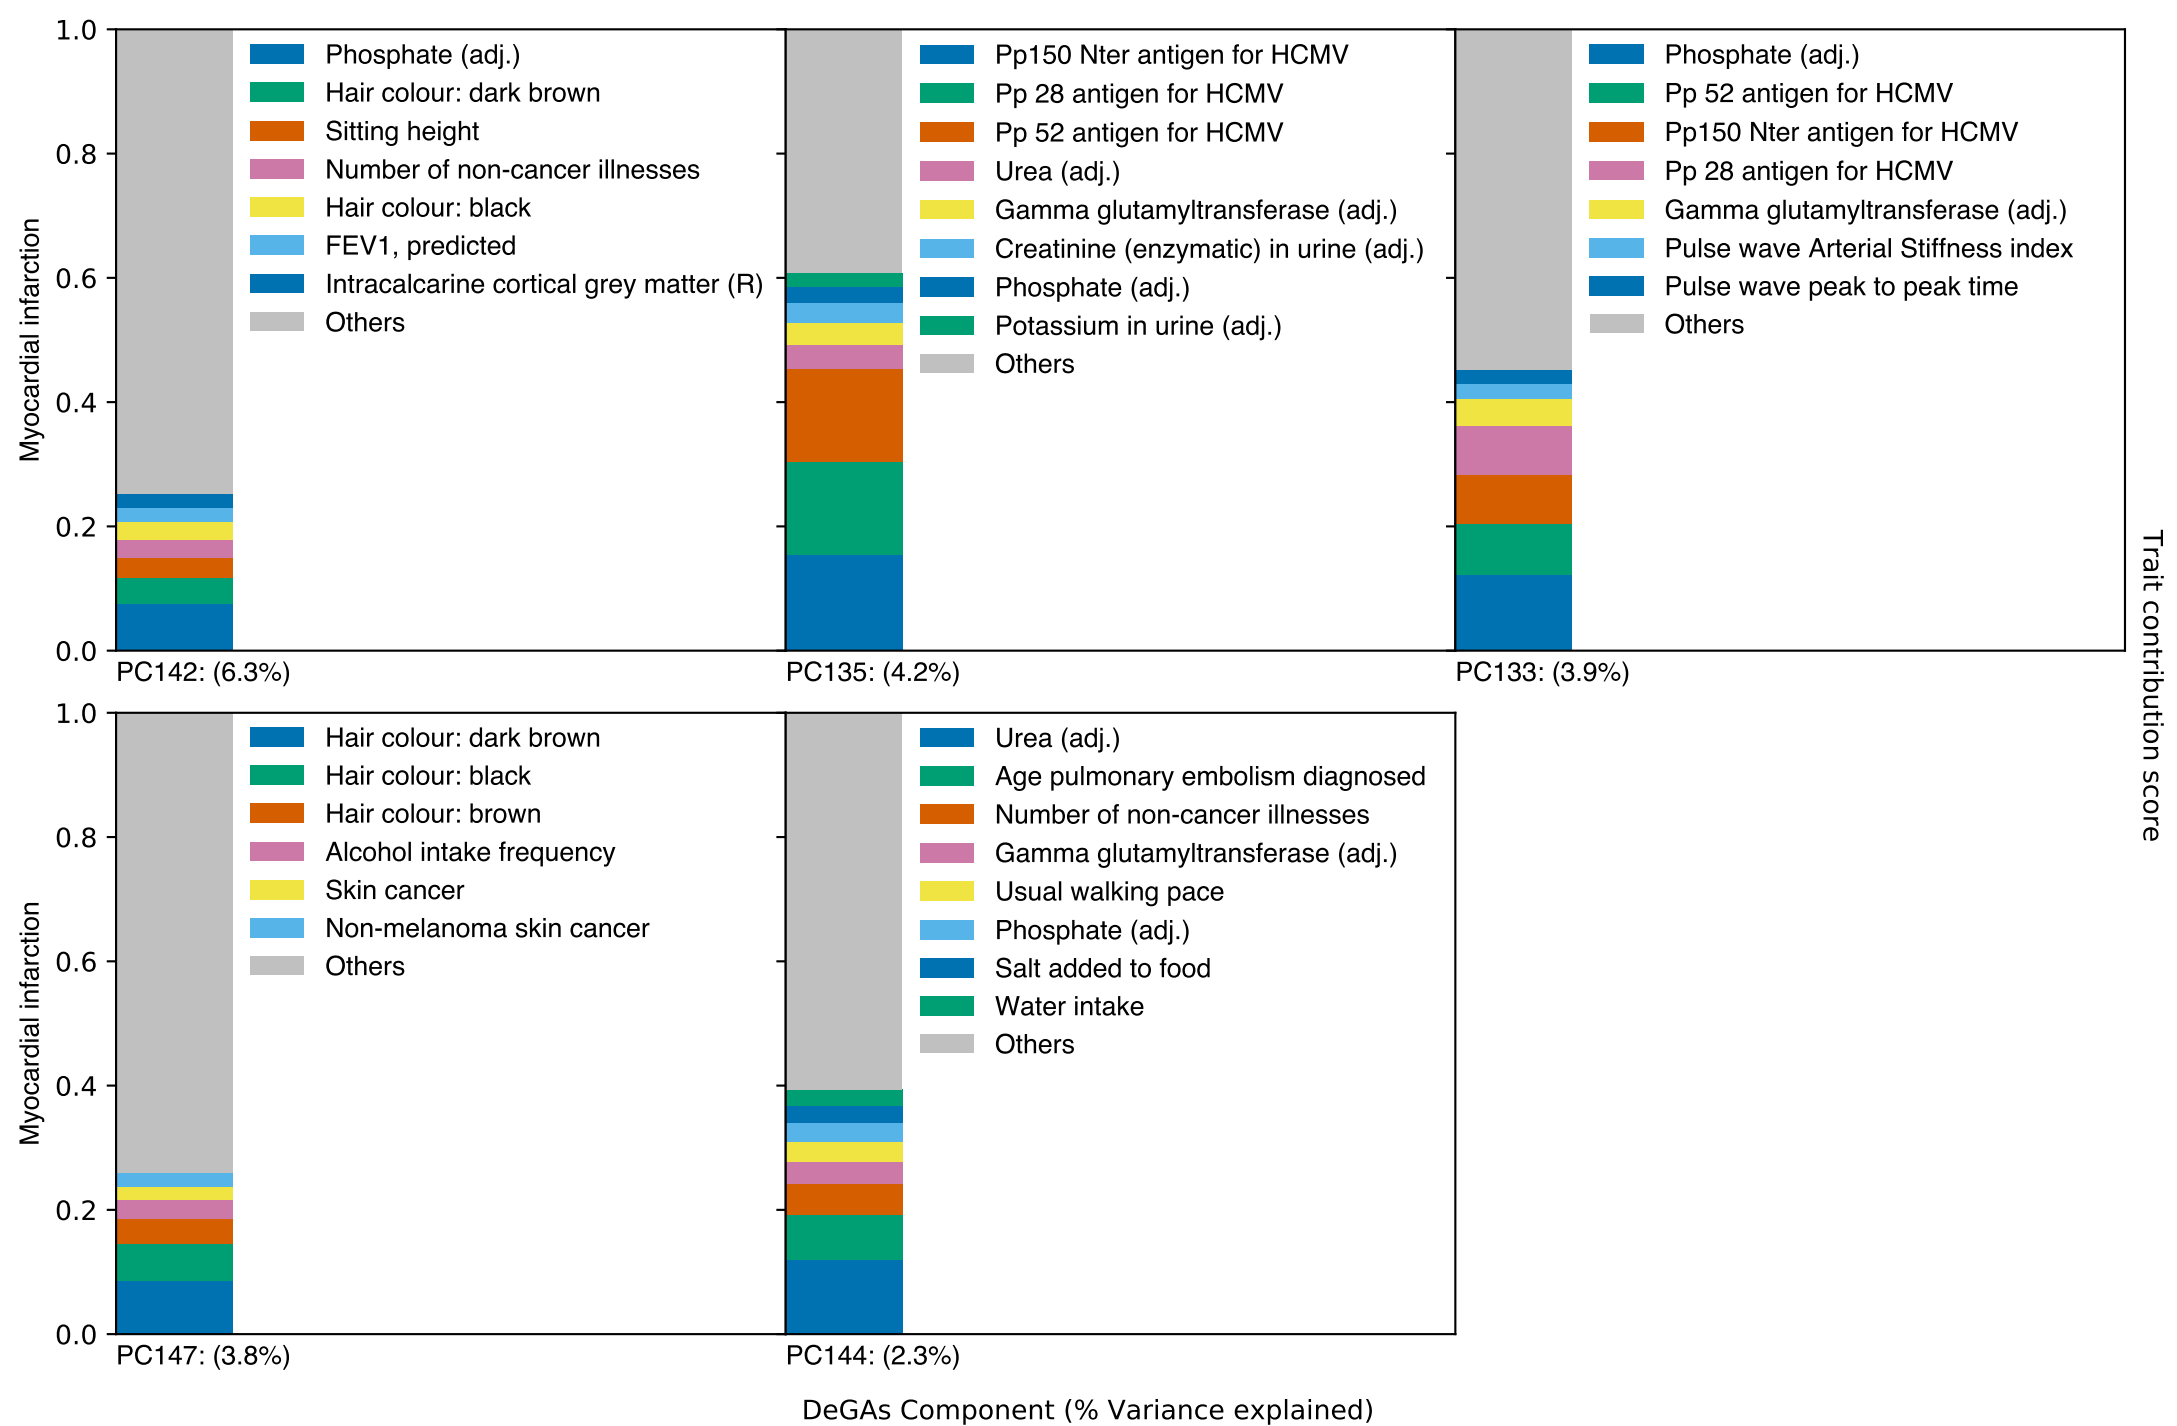 Myocardial infarction
1.0
0.8
0.6
0.4
0.2
0.0
Phosphate (adj.)
Hair colour: dark brown
Sitting height
Number of non-cancer illnesses
Hair colour: black
FEV1, predicted
Intracalcarine cortical grey matter (R)
Others
PC142: (6.3%)
Pp150 Nter antigen for HCMV
Pp 28 antigen for HCMV
Pp 52 antigen for HCMV
Urea (adj.)
Gamma glutamyltransferase (adj.)
Creatinine (enzymatic) in urine (adj.)
Phosphate (adj.)
Potassium in urine (adj.)
Others
PC135: (4.2%)
Phosphate (adj.)
Pp 52 antigen for HCMV
Pp150 Nter antigen for HCMV
Pp 28 antigen for HCMV
Gamma glutamyltransferase (adj.)
Pulse wave Arterial Stiffness index
Pulse wave peak to peak time
Others
PC133: (3.9%)
Trait contribution score
Myocardial infarction
1.0
0.8
0.6
0.4
0.2
0.0
Hair colour: dark brown
Hair colour: black
Hair colour: brown
Alcohol intake frequency
Skin cancer
Non-melanoma skin cancer
Others
PC147: (3.8%)
Urea (adj.)
Age pulmonary embolism diagnosed
Number of non-cancer illnesses
Gamma glutamyltransferase (adj.)
Usual walking pace
Phosphate (adj.)
Salt added to food
Water intake
Others
PC144: (2.3%)
DeGAs Component (% Variance explained)